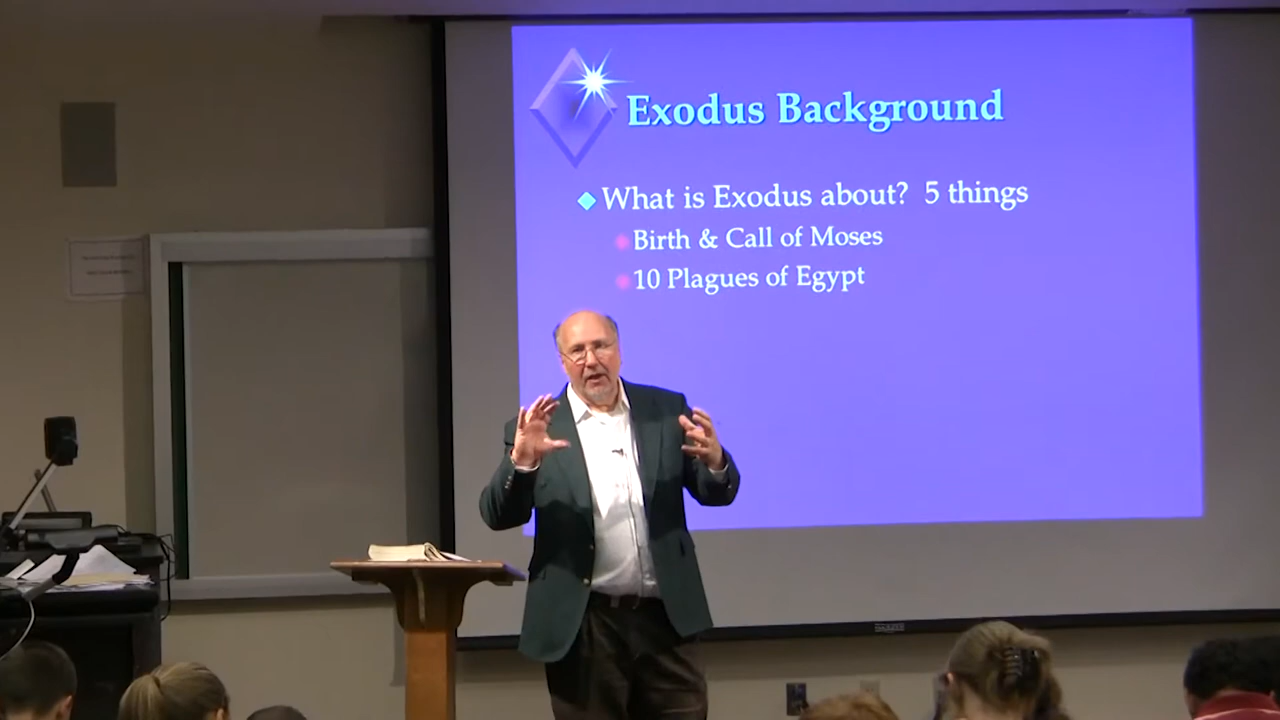 Exodus Background
What is Exodus about?  5 things
Birth & Call of Moses
10 Plagues of Egypt